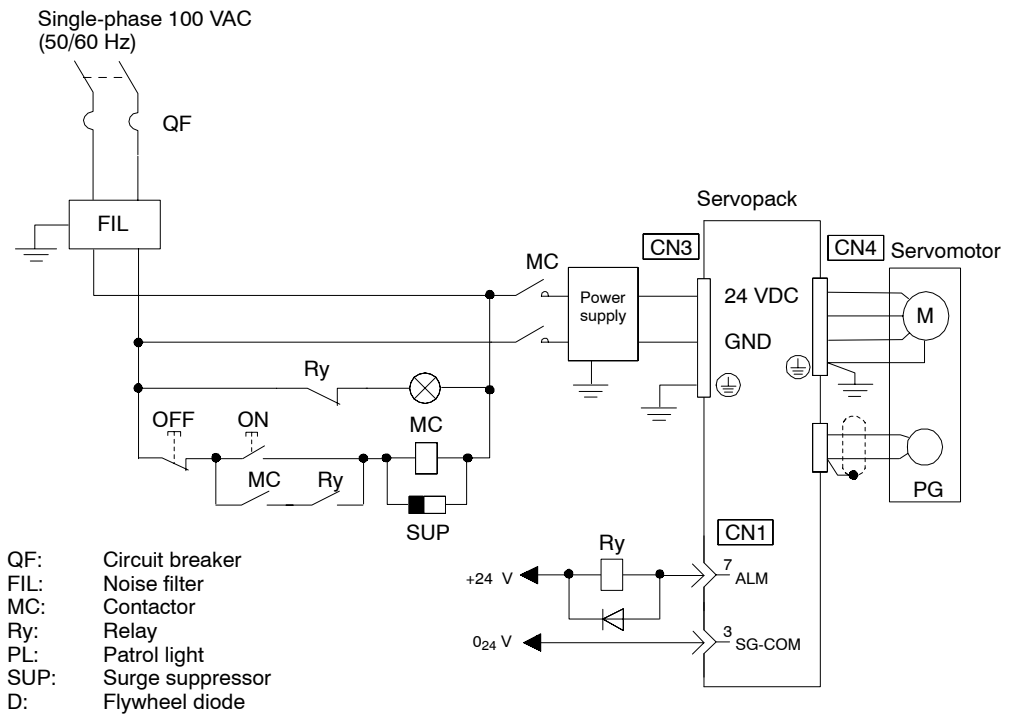 Single-phase 100 VAC
(50/60 Hz)
QF
FIL
Servopack
MC
CN3
CN4
Servomotor
Power
supply
24 VDC
M
GND
Ry
OFF
ON
MC
MC
Ry
SUP
PG
CN1
Ry
+24 V
7
ALM
024 V
3
SG-COM
QF: Circuit breaker
FIL: Noise filter
MC: Contactor
Ry: Relay
PL: Patrol light
SUP: Surge suppressor
D: Flywheel diode